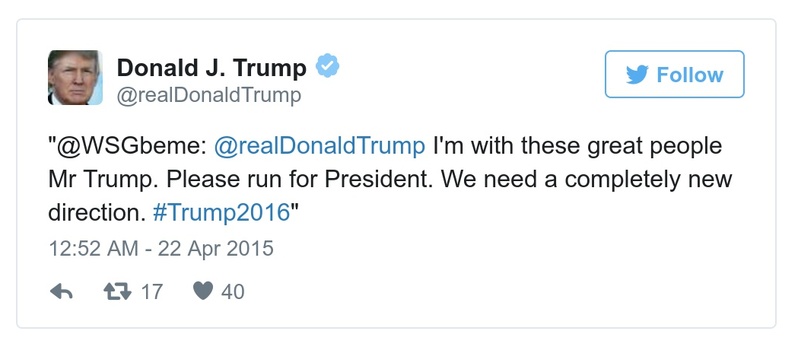 Donald J. Trump
@realDonaldTrump
Follow
"@WSGbeme: @realDonaldTrump I'm with these great people
Mr Trump. Please run for President. We need a completely new
direction. #Trump2016"
12:52 AM - 22 Apr 2015
17 40